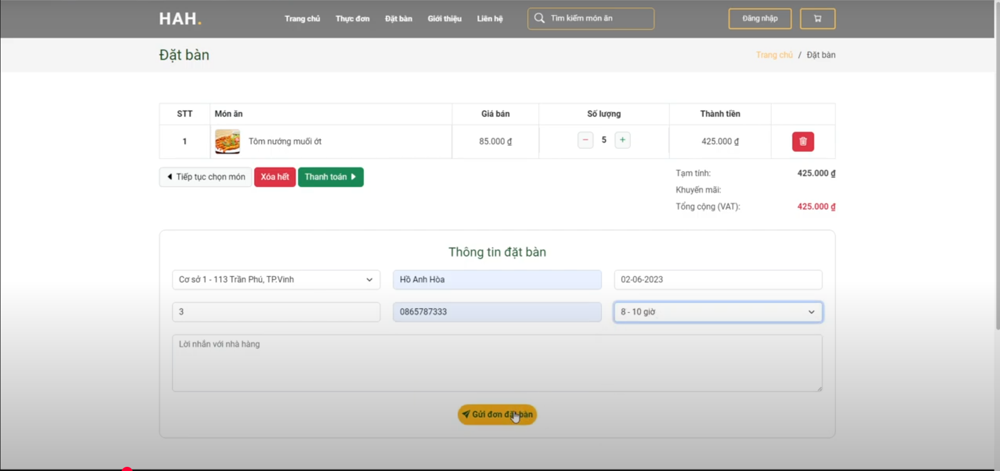 HAH. Trang chủ Thực đơn Đặt bàn Giới thiệu Liên hệ Tìm kiếm món ăn Đăng nhập
Đặt bàn Trang chủ / Đặt bàn
STT Món ăn Giá bán Số lượng Thành tiền
1 Tôm nướng muối ớt 85.000 ₫ − 5 + 425.000 ₫
Tiếp tục chọn món Xóa hết Thanh toán
Tạm tính: 425.000 ₫
Khuyến mãi:
Tổng cộng (VAT): 425.000 ₫
Thông tin đặt bàn
Cơ sở 1 - 113 Trần Phú, TP.Vinh Hồ Anh Hòa 02-06-2023
3 0865787333 8 - 10 giờ
Lời nhắn với nhà hàng
Gửi đơn đặt bàn